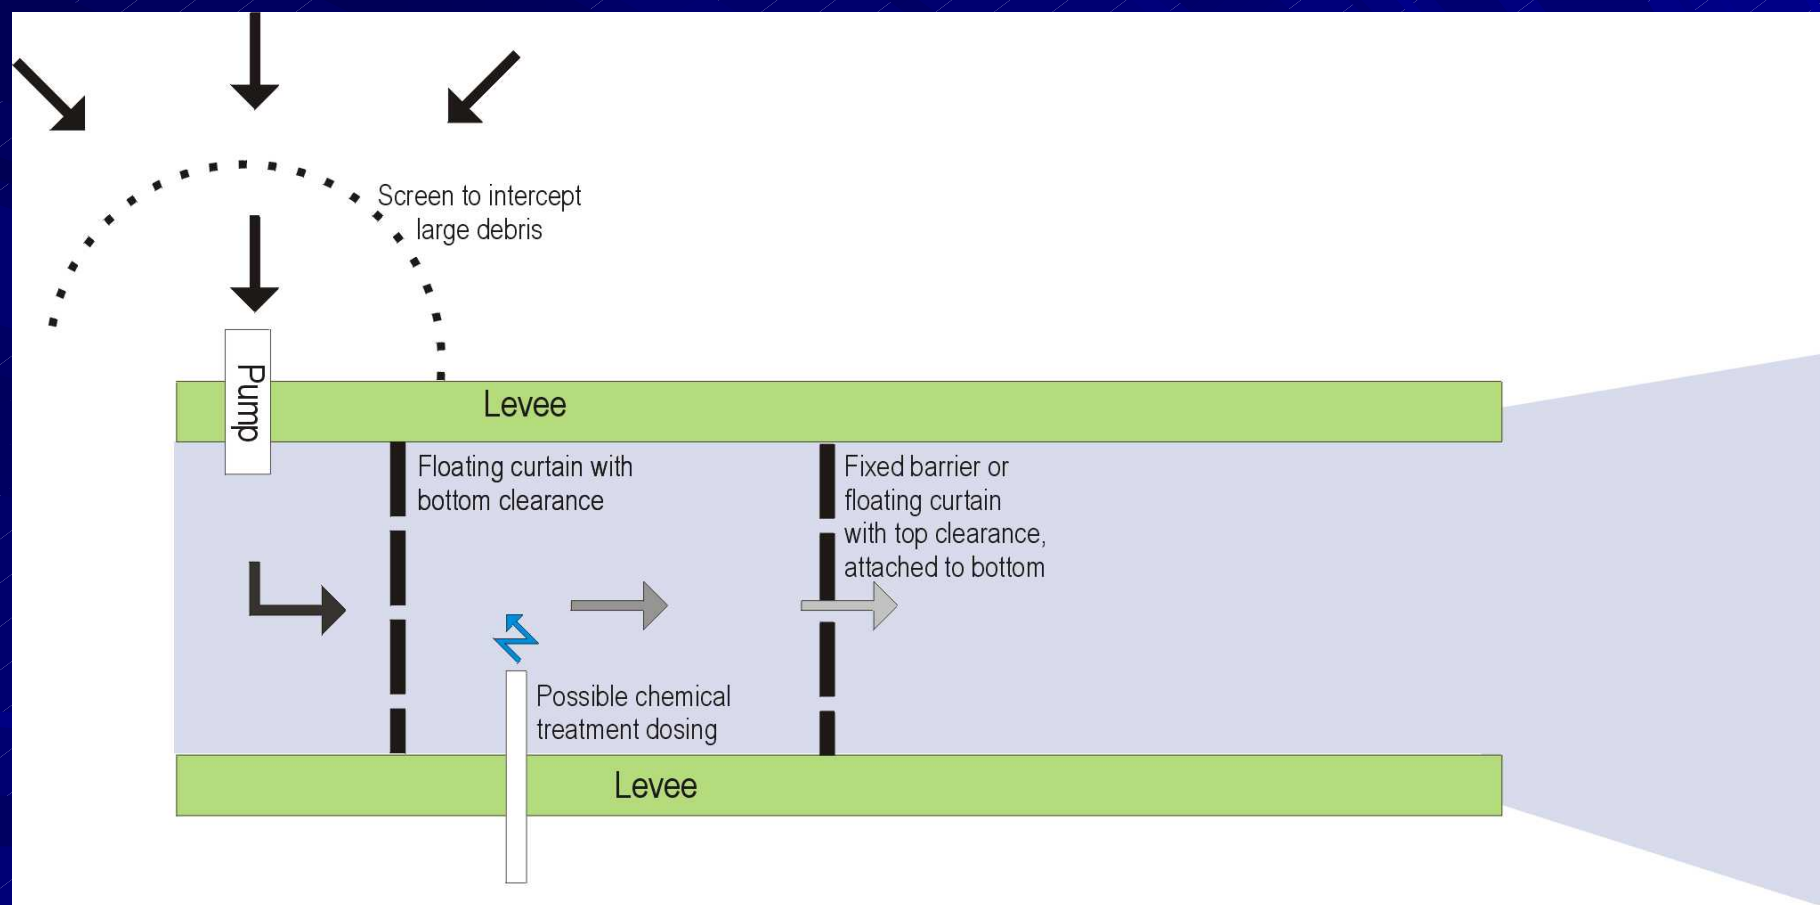 Screen to intercept
large debris
Pump
Levee
Floating curtain with
bottom clearance
Fixed barrier or
floating curtain
with top clearance,
attached to bottom
Possible chemical
treatment dosing
Levee